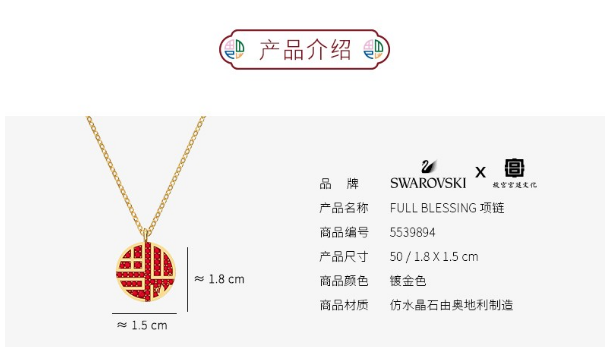 产品介绍
品 牌 SWAROVSKI X 故宫宫廷文化
产品名称 FULL BLESSING 项链
商品编号 5539894
产品尺寸 50 / 1.8 X 1.5 cm
商品颜色 镀金色
商品材质 仿水晶石由奥地利制造
≈ 1.8 cm
≈ 1.5 cm